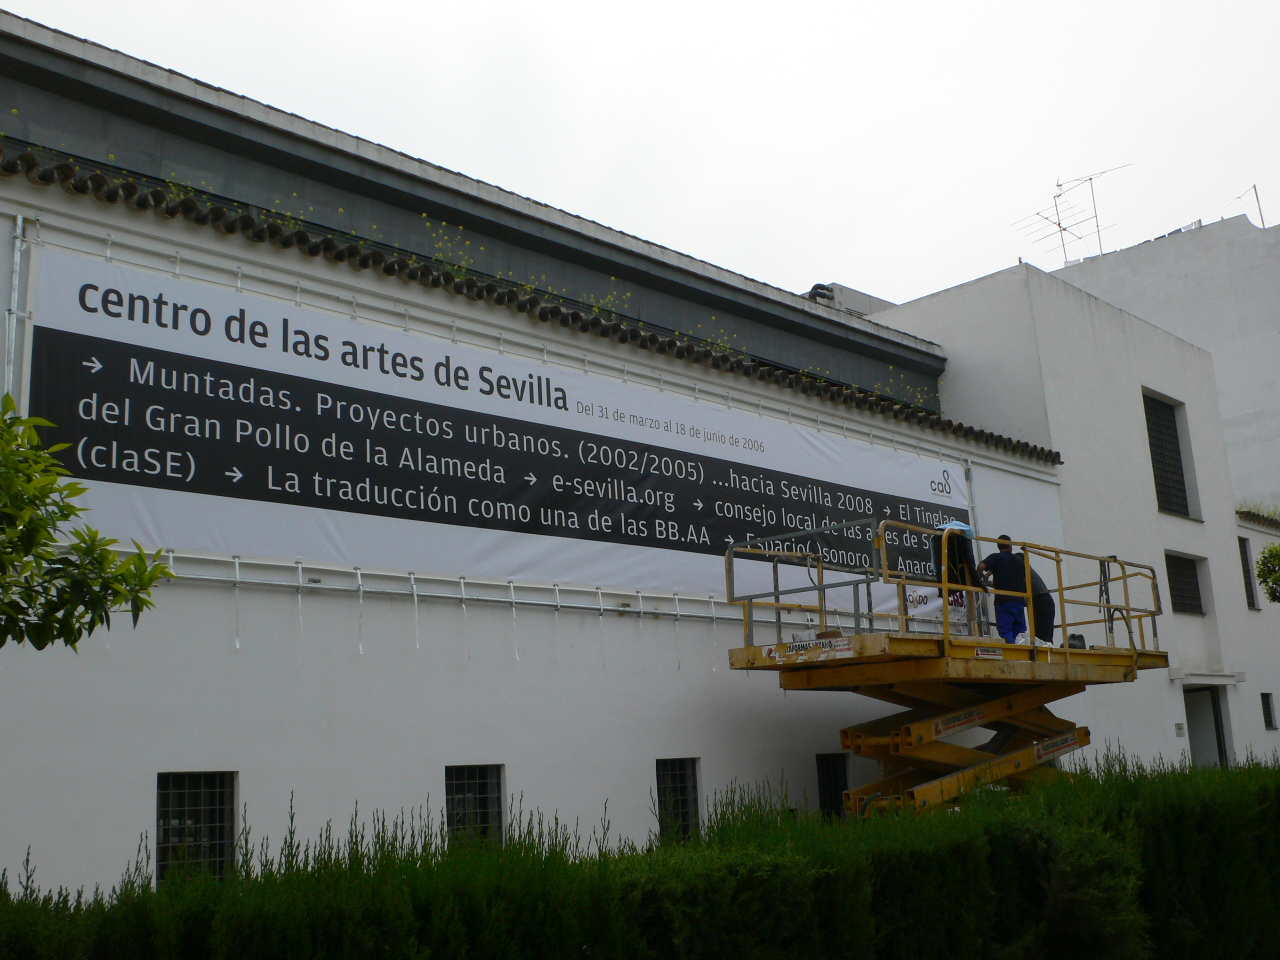 centro de las artes de Sevilla Del 31 de marzo al 18 de junio de 2006
→ Muntadas. Proyectos urbanos. (2002/2005) ...hacia Sevilla 2008 → El Tinglao
del Gran Pollo de la Alameda → e-sevilla.org → consejo local de las artes de
(claSE) → La traducción como una de las BB.AA → Espacio( )sonoro
caS